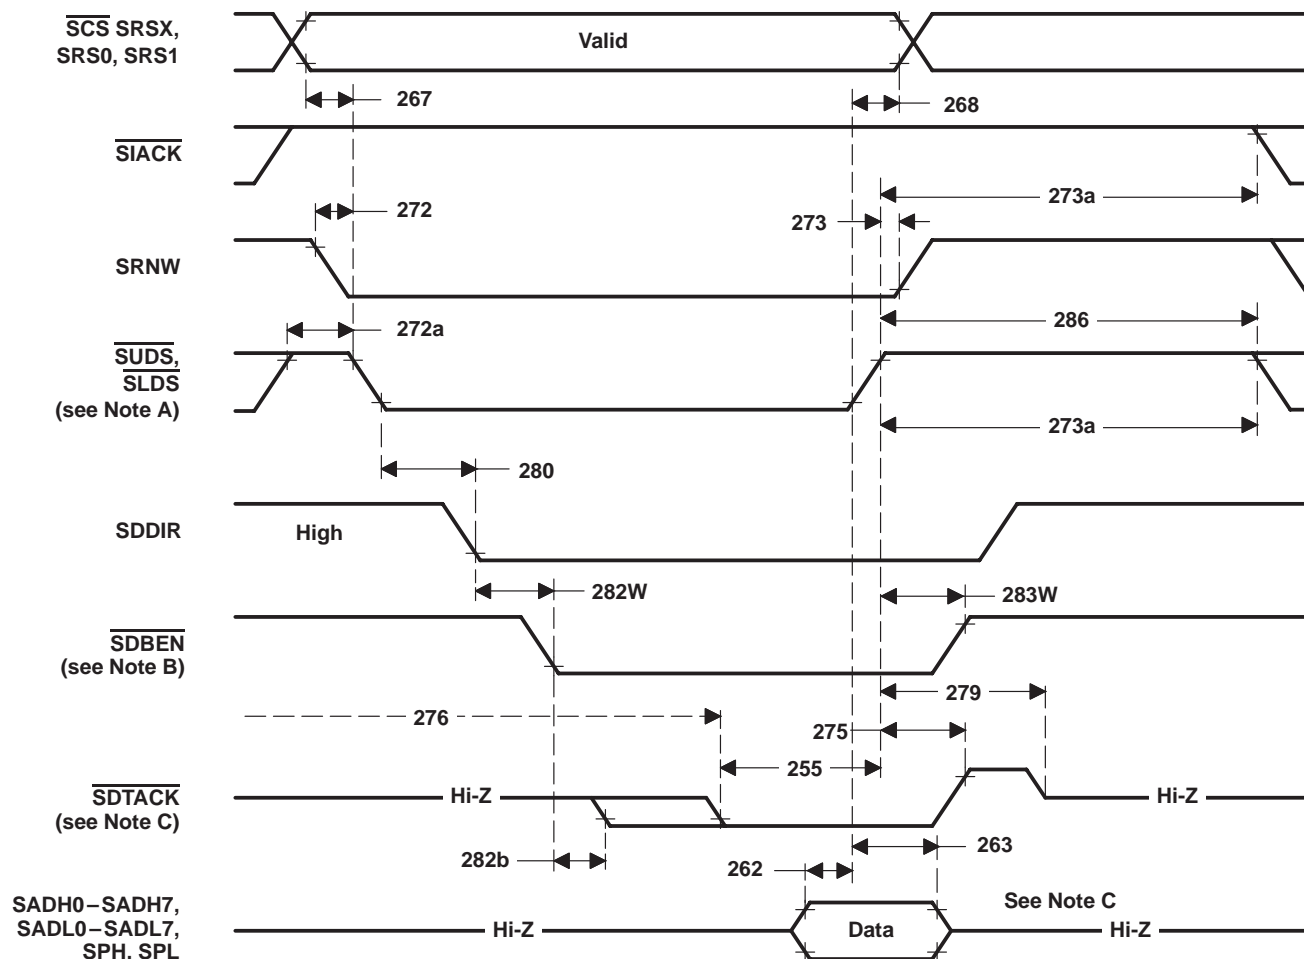 SCS SRSX,
SRS0, SRS1
Valid
267
268
SIACK
273a
272
273
SRNW
272a
286
SUDS,
SLDS
(see Note A)
273a
280
SDDIR
High
282W
283W
SDBEN
(see Note B)
279
276
275
255
SDTACK
(see Note C)
Hi-Z
Hi-Z
282b
262
263
SADH0–SADH7,
SADL0–SADL7,
SPH, SPL
Hi-Z
Data
See Note C
Hi-Z